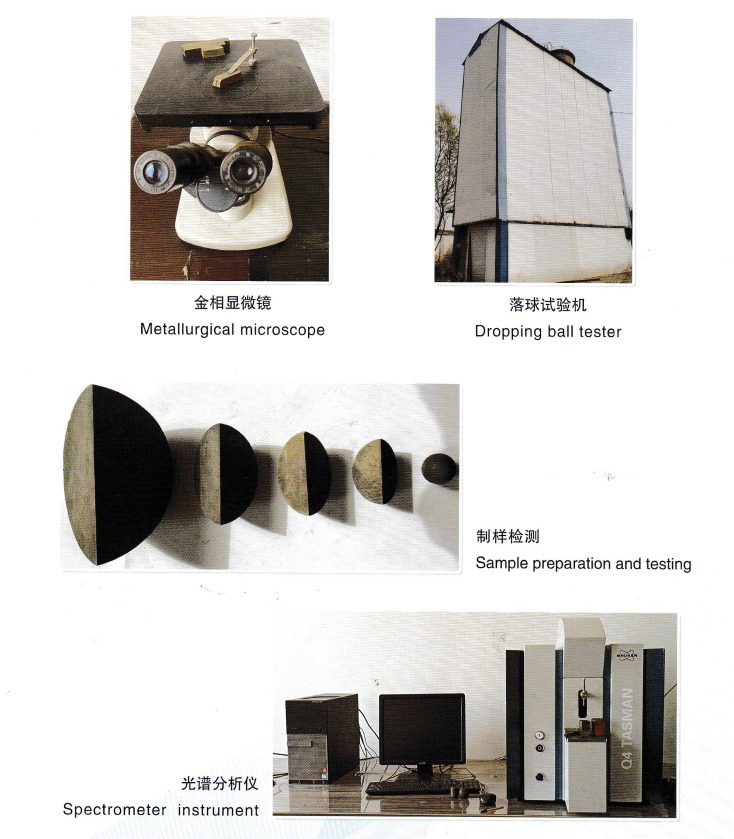 金相显微镜
Metallurgical microscope
落球试验机
Dropping ball tester
制样检测
Sample preparation and testing
BRUKER
Q4 TASMAN
光谱分析仪
Spectrometer instrument